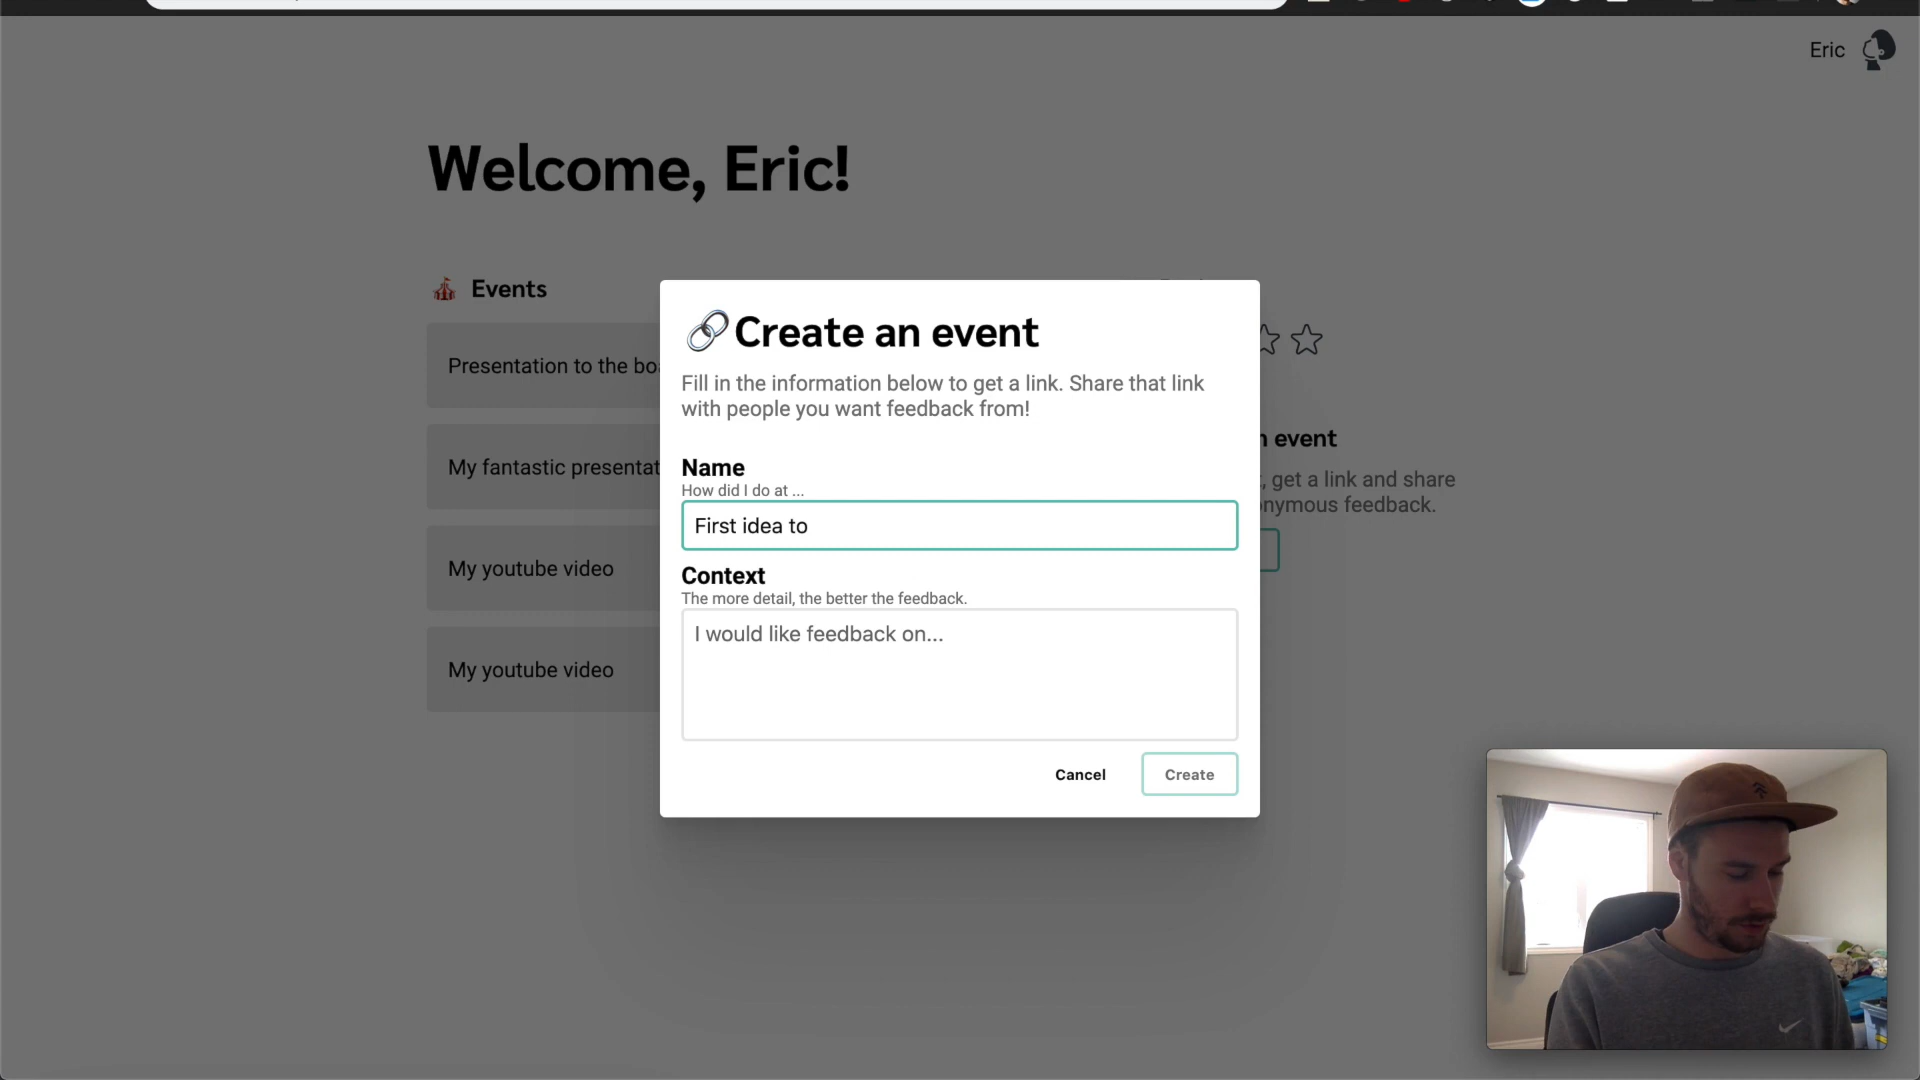 Eric
Welcome, Eric!
Events
Presentation to the
My fantastic
My youtube video
My youtube video
Create an event
Fill in the information below to get a link. Share that link
with people you want feedback from!
Name
How did I do at ...
First idea to
Context
The more detail, the better the feedback.
I would like feedback on...
Cancel
Create
event
get a link and share
feedback.